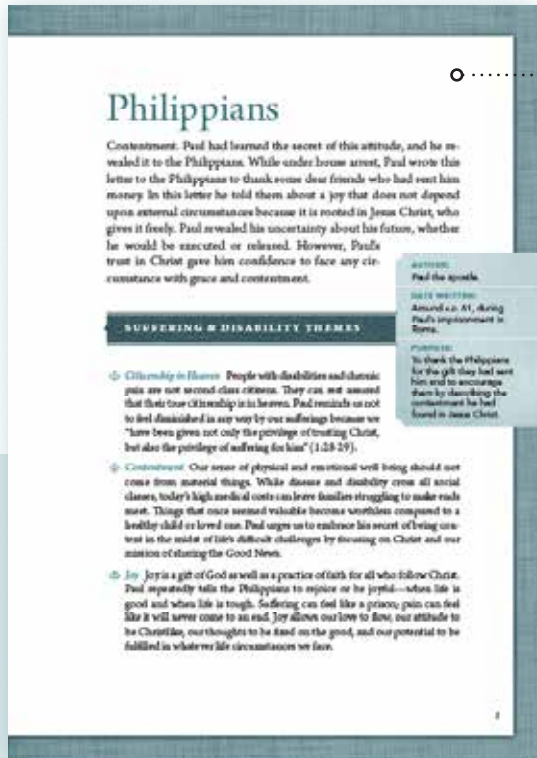 Philippians
Contentment. Paul had learned the secret of this attitude, and he re-
vealed it to the Philippians. While under house arrest, Paul wrote this
letter to the Philippians to thank some dear friends who had sent him
money. In this letter he told them about a joy that does not depend
upon external circumstances because it is rooted in Jesus Christ, who
gives it freely. Paul revealed his uncertainty about his future, whether
he would be executed or released. However, Paul's
trust in Christ gave him confidence to face any cir-
cumstance with grace and contentment.
AUTHOR:
Paul the apostle.
DATE WRITTEN:
Around A.D. 61, during
Paul's imprisonment in
Rome.
PURPOSE:
To thank the Philippians
for the gift they had sent
him and to encourage
them by describing the
contentment he had
found in Jesus Christ.
SUFFERING & DISABILITY THEMES
Citizenship in Heaven People with disabilities and chronic
pain are not second-class citizens. They can rest assured
that their true citizenship is in heaven. Paul reminds us not
to feel diminished in any way by our sufferings because we
"have been given not only the privilege of trusting Christ,
but also the privilege of suffering for him" (1:28-29).
Contentment Our sense of physical and emotional well being should not
come from material things. While disease and disability cross all social
classes, today's high medical costs can leave families struggling to make ends
meet. Things that once seemed valuable become worthless compared to a
healthy child or loved one. Paul urges us to embrace his secret of being con-
tent in the midst of life's difficult challenges by focusing on Christ and our
mission of sharing the Good News.
Joy Joy is a gift of God as well as a practice of faith for all who follow Christ.
Paul repeatedly tells the Philippians to rejoice or be joyful—when life is
good and when life is tough. Suffering can feel like a prison; pain can feel
like it will never come to an end. Joy allows our love to flow, our attitude to
be Christlike, our thoughts to be fixed on the good, and our potential to be
fulfilled in whatever life circumstances we face.